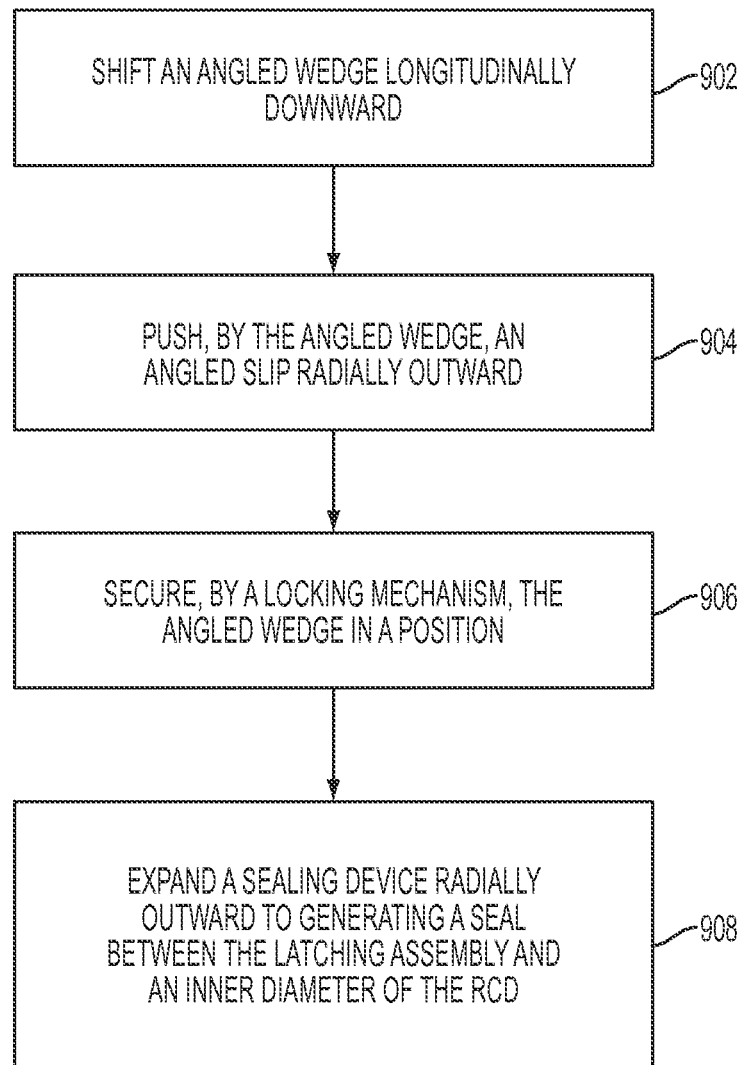 SHIFT AN ANGLED WEDGE LONGITUDINALLY
DOWNWARD
902
PUSH, BY THE ANGLED WEDGE, AN
ANGLED SLIP RADIALLY OUTWARD
904
SECURE, BY A LOCKING MECHANISM, THE
ANGLED WEDGE IN A POSITION
906
EXPAND A SEALING DEVICE RADIALLY
OUTWARD TO GENERATING A SEAL
BETWEEN THE LATCHING ASSEMBLY AND
AN INNER DIAMETER OF THE RCD
908